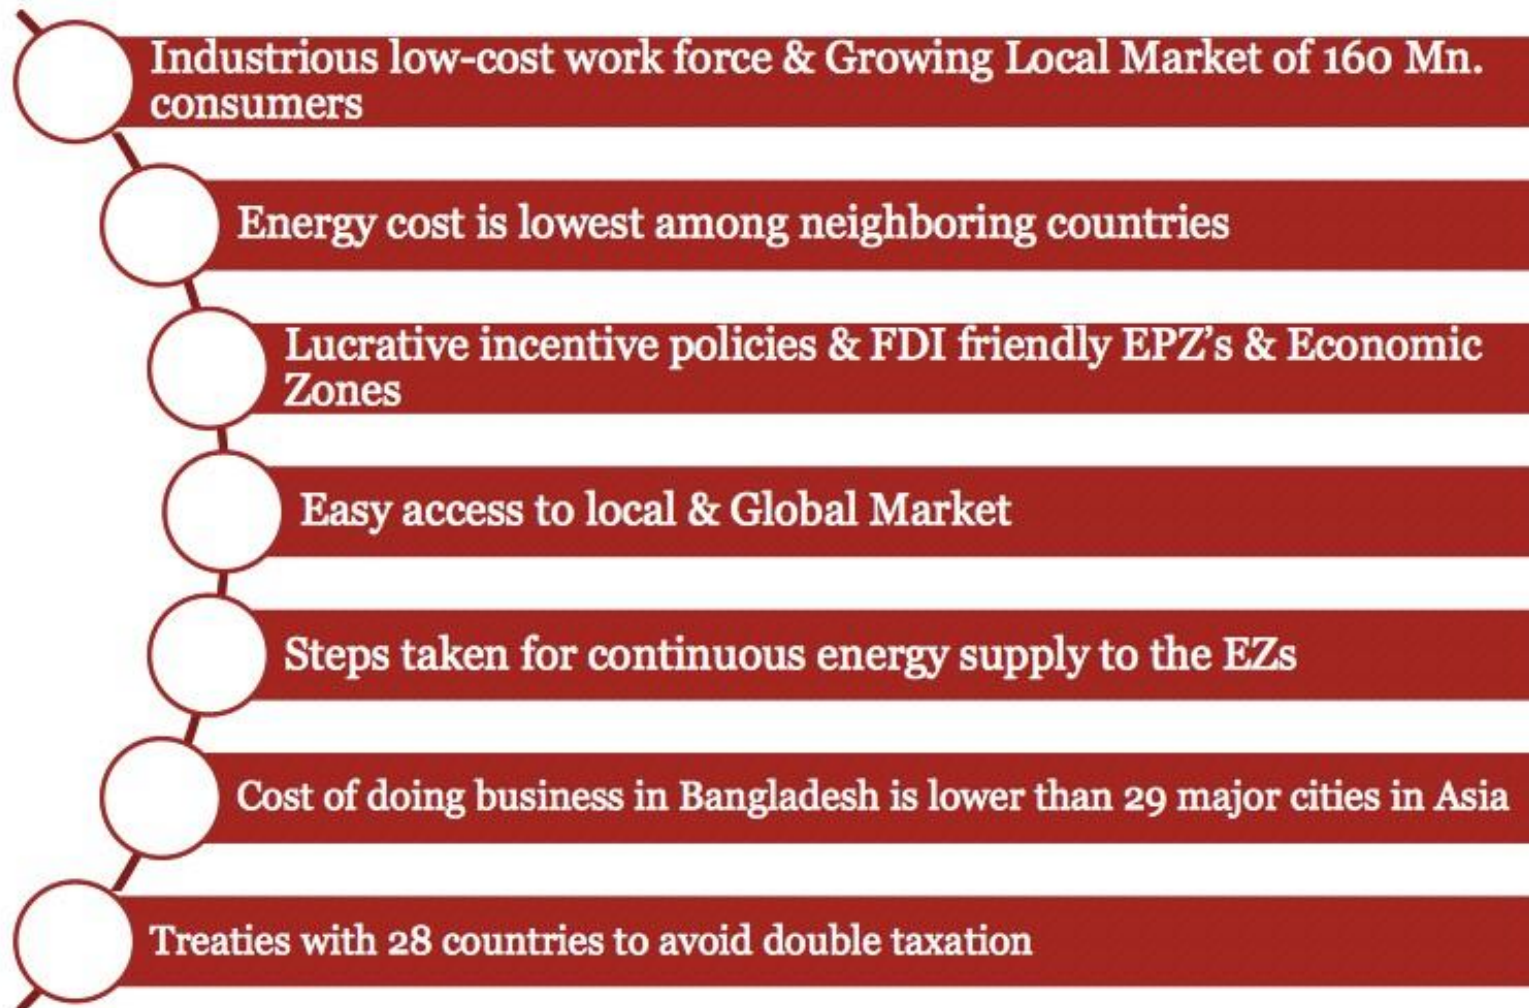 Industrious low-cost work force & Growing Local Market of 160 Mn.
consumers
Energy cost is lowest among neighboring countries
Lucrative incentive policies & FDI friendly EPZ’s & Economic
Zones
Easy access to local & Global Market
Steps taken for continuous energy supply to the EZs
Cost of doing business in Bangladesh is lower than 29 major cities in Asia
Treaties with 28 countries to avoid double taxation